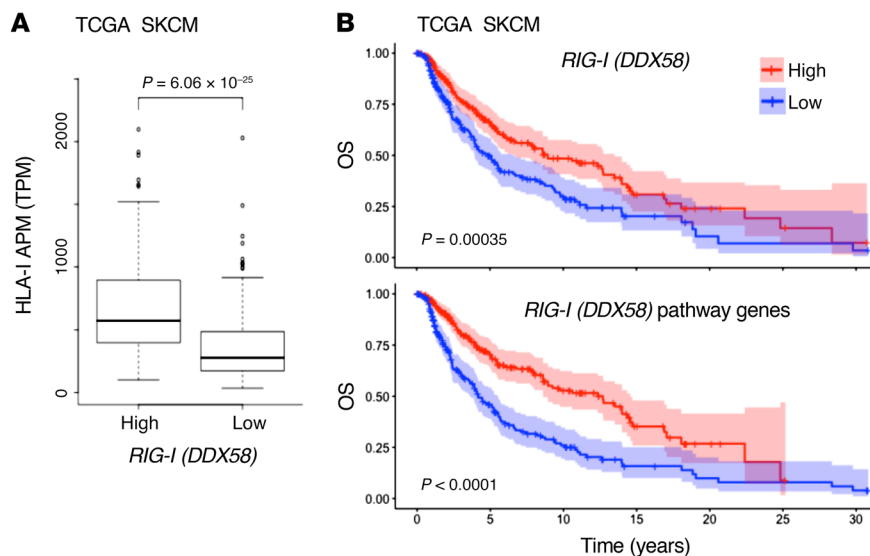 A
TCGA SKCM
P = 6.06 × 10⁻²⁵
HLA-I APM (TPM)
2000
1000
0
High
Low
RIG-I (DDX58)
B
TCGA SKCM
RIG-I (DDX58)
High
Low
OS
1.00
0.75
0.50
0.25
0.00
P = 0.00035
RIG-I (DDX58) pathway genes
OS
1.00
0.75
0.50
0.25
0.00
P < 0.0001
0 5 10 15 20 25 30
Time (years)